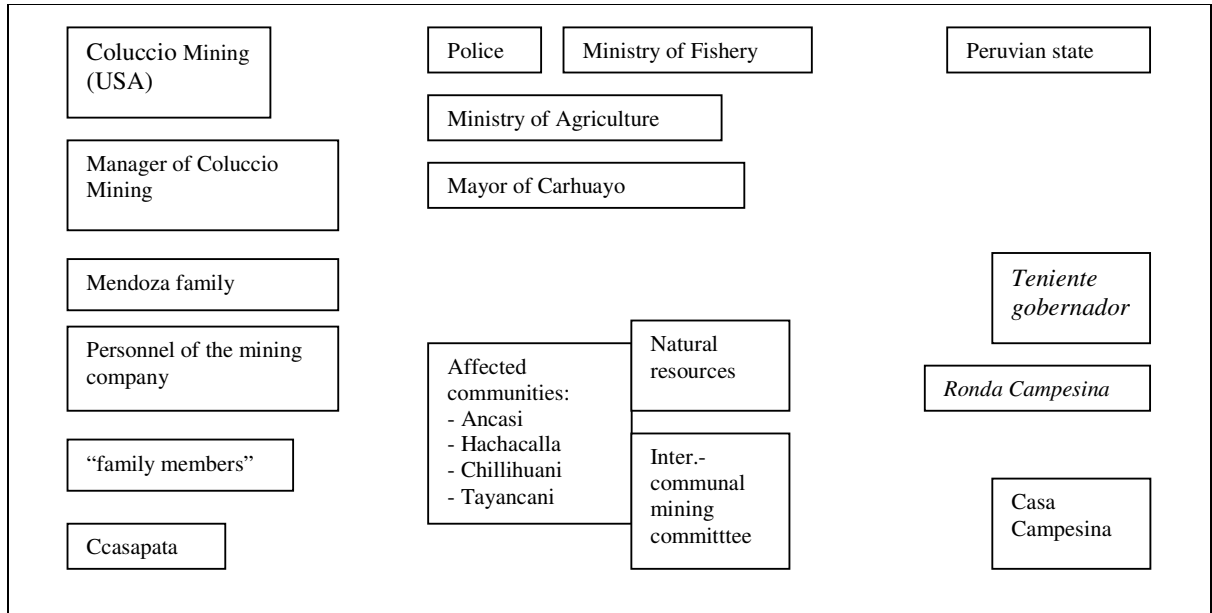 Coluccio Mining
(USA)
Manager of Coluccio
Mining
Mendoza family
Personnel of the mining
company
“family members”
Ccasapata
Police
Ministry of Fishery
Ministry of Agriculture
Mayor of Carhuayo
Affected
communities:
- Ancasi
- Hachacalla
- Chillihuani
- Tayancani
Natural
resources
Inter.-
communal
mining
committtee
Peruvian state
Teniente
gobernador
Ronda Campesina
Casa
Campesina